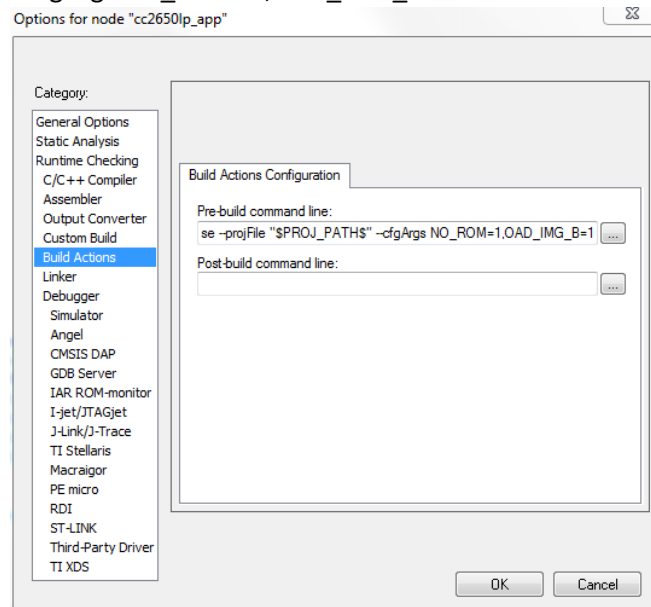 Options for node "cc2650lp_app"
Category:
General Options
Static Analysis
Runtime Checking
C/C++ Compiler
Assembler
Output Converter
Custom Build
Build Actions
Linker
Debugger
Simulator
Angel
CMSIS DAP
GDB Server
IAR ROM-monitor
I-jet/JTAGjet
J-Link/J-Trace
TI Stellaris
Macraigor
PE micro
RDI
ST-LINK
Third-Party Driver
TI XDS
Build Actions Configuration
Pre-build command line:
se --projFile "$PROJ_PATH$" --cfgArgs NO_ROM=1,OAD_IMG_B=1 ...
Post-build command line:
...
OK Cancel